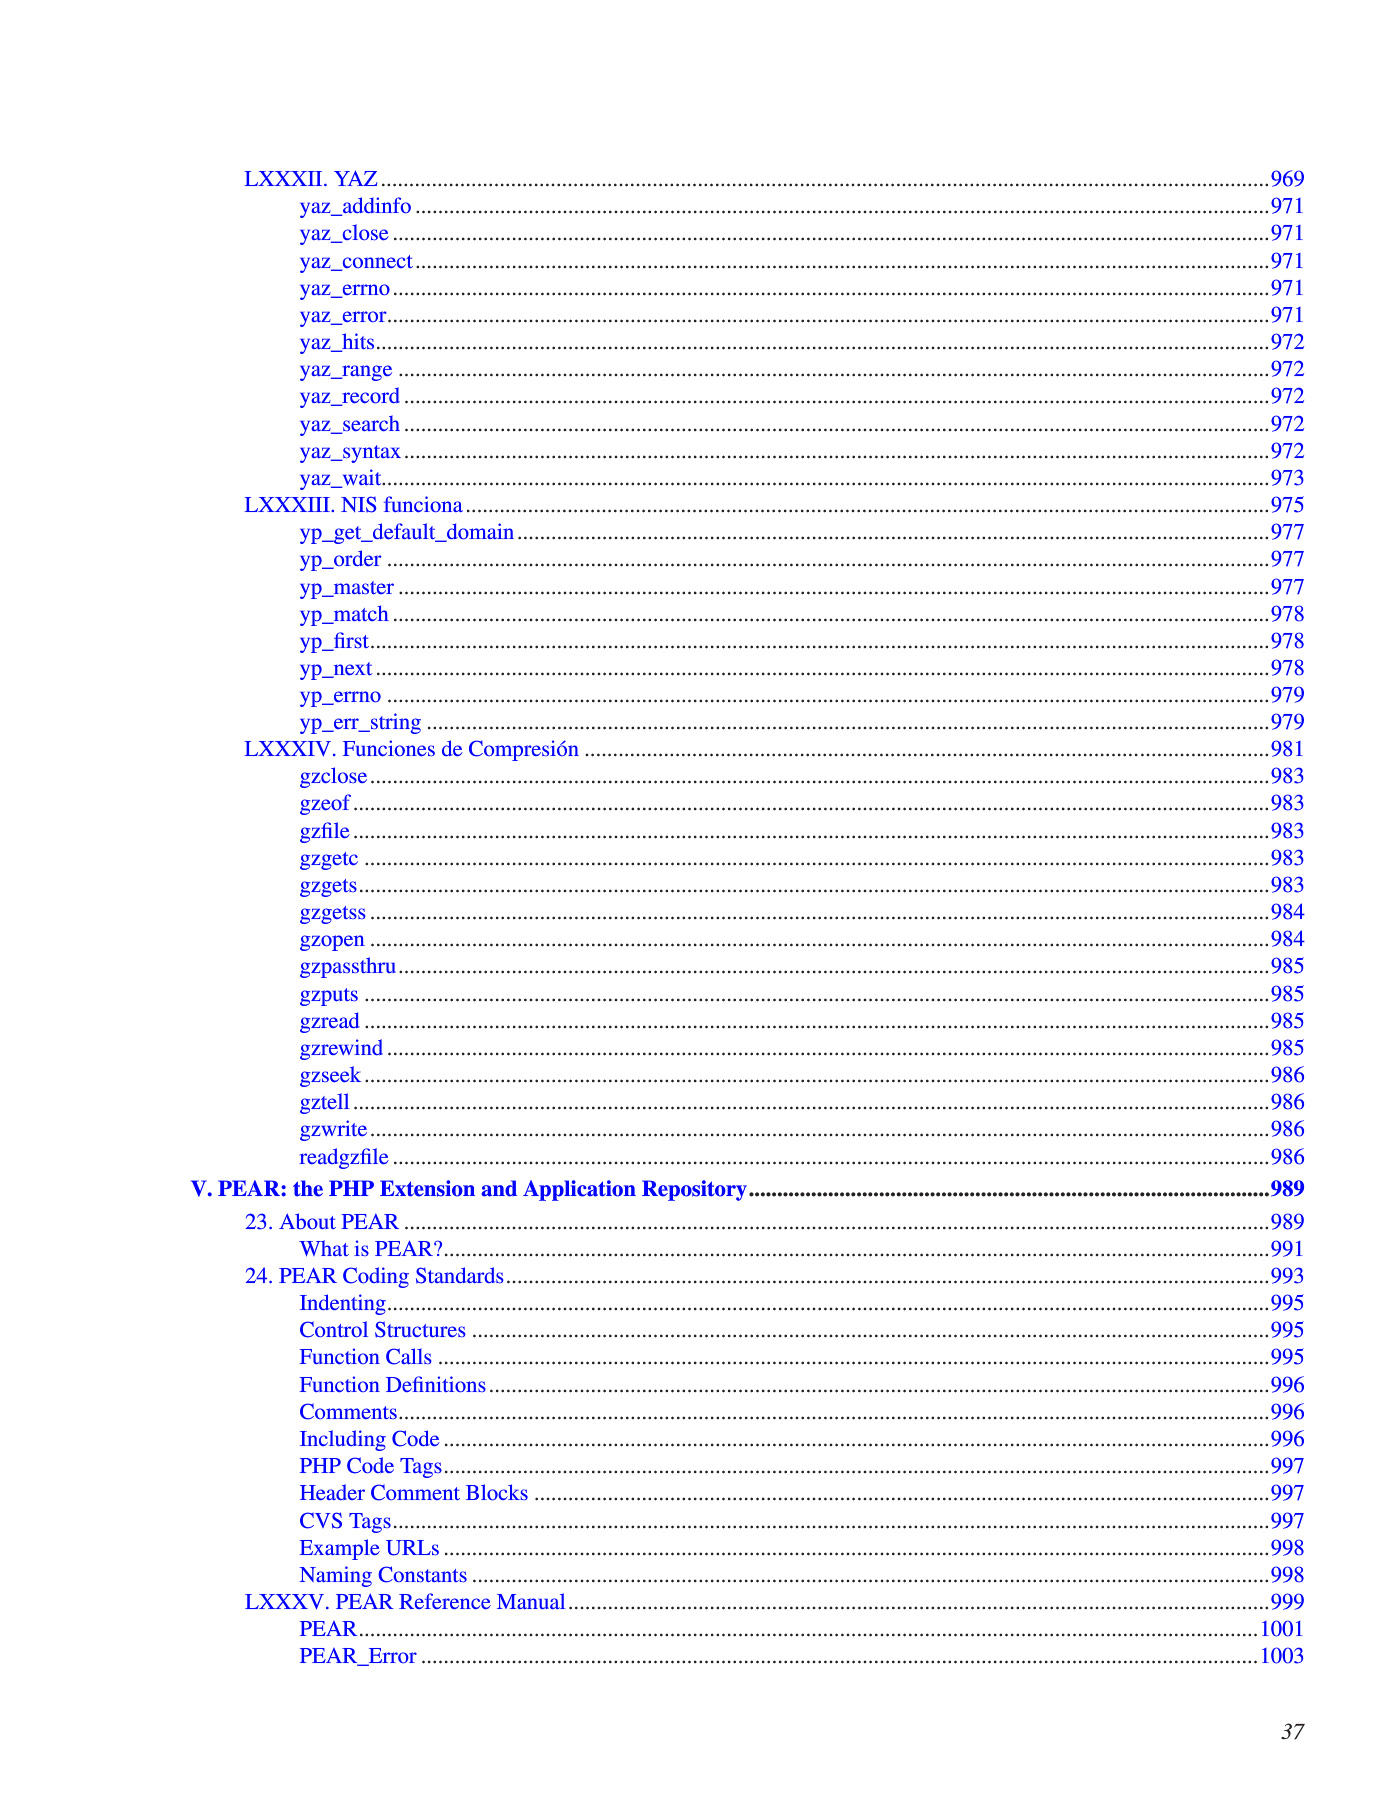 LXXXII. YAZ ........ 969
yaz_addinfo ........ 971
yaz_close ........ 971
yaz_connect ........ 971
yaz_errno ........ 971
yaz_error ........ 971
yaz_hits ........ 972
yaz_range ........ 972
yaz_record ........ 972
yaz_search ........ 972
yaz_syntax ........ 972
yaz_wait ........ 973
LXXXIII. NIS funciona ........ 975
yp_get_default_domain ........ 977
yp_order ........ 977
yp_master ........ 977
yp_match ........ 978
yp_first ........ 978
yp_next ........ 978
yp_errno ........ 979
yp_err_string ........ 979
LXXXIV. Funciones de Compresión ........ 981
gzclose ........ 983
gzeof ........ 983
gzfile ........ 983
gzgetc ........ 983
gzgets ........ 983
gzgetss ........ 984
gzopen ........ 984
gzpassthru ........ 985
gzputs ........ 985
gzread ........ 985
gzrewind ........ 985
gzseek ........ 986
gztell ........ 986
gzwrite ........ 986
readgzfile ........ 986
V. PEAR: the PHP Extension and Application Repository ........ 989
23. About PEAR ........ 989
What is PEAR? ........ 991
24. PEAR Coding Standards ........ 993
Indenting ........ 995
Control Structures ........ 995
Function Calls ........ 995
Function Definitions ........ 996
Comments ........ 996
Including Code ........ 996
PHP Code Tags ........ 997
Header Comment Blocks ........ 997
CVS Tags ........ 997
Example URLs ........ 998
Naming Constants ........ 998
LXXXV. PEAR Reference Manual ........ 999
PEAR ........ 1001
PEAR_Error ........ 1003
37